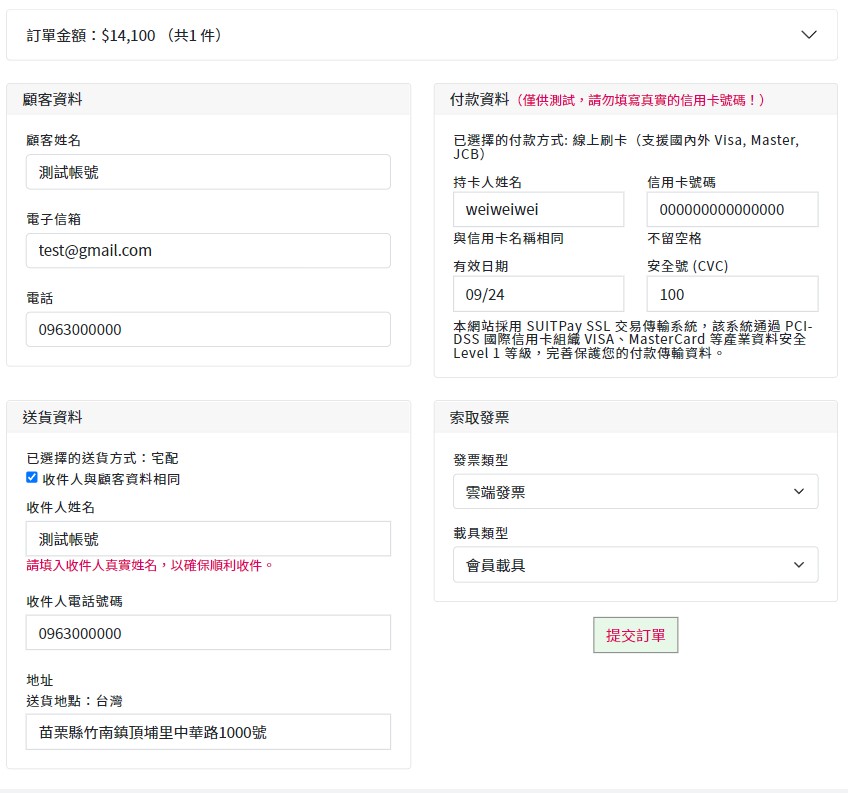 訂單金額：$14,100 （共1 件）
顧客資料
顧客姓名
測試帳號
電子信箱
test@gmail.com
電話
0963000000
付款資料（僅供測試，請勿填寫真實的信用卡號碼！）
已選擇的付款方式: 線上刷卡（支援國內外 Visa, Master,
JCB）
持卡人姓名
信用卡號碼
weiweiwei
000000000000000
與信用卡名稱相同
不留空格
有效日期
安全號 (CVC)
09/24
100
本網站採用 SUITPay SSL 交易傳輸系統，該系統通過 PCI-
DSS 國際信用卡組織 VISA、MasterCard 等產業資料安全
Level 1 等級，完善保護您的付款傳輸資料。
送貨資料
已選擇的送貨方式：宅配
收件人與顧客資料相同
收件人姓名
測試帳號
請填入收件人真實姓名，以確保順利收件。
收件人電話號碼
0963000000
地址
送貨地點：台灣
苗栗縣竹南鎮頂埔里中華路1000號
索取發票
發票類型
雲端發票
載具類型
會員載具
提交訂單